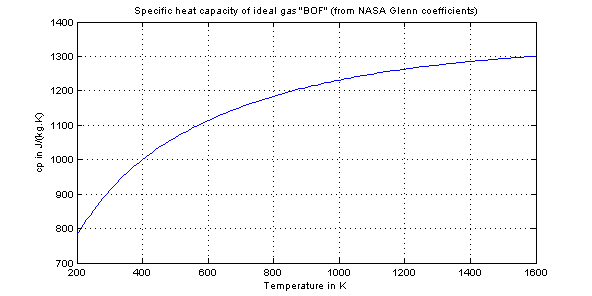 Specific heat capacity of ideal gas "BOF" (from NASA Glenn coefficients)
cp in J/(kg.K)
1400
1300
1200
1100
1000
900
800
700
200 400 600 800 1000 1200 1400 1600
Temperature in K